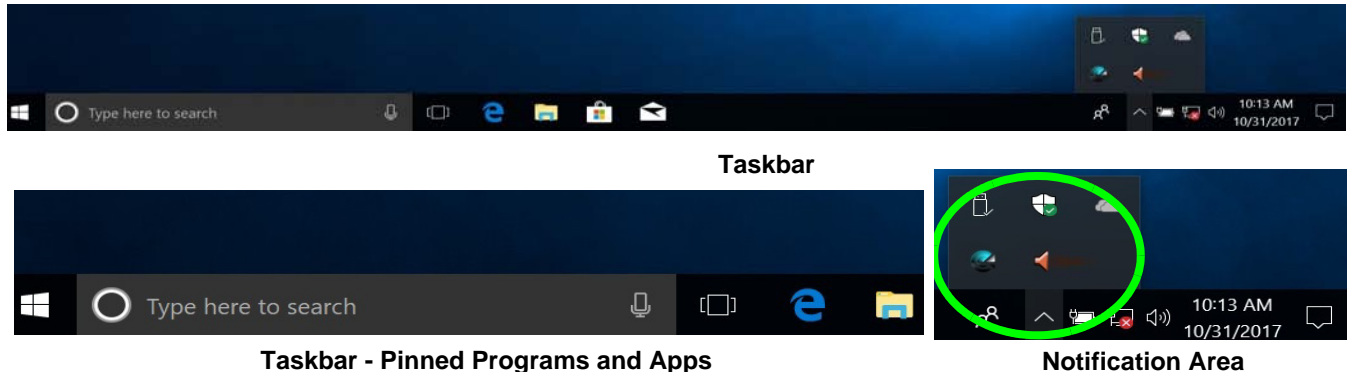 Type here to search
10:13 AM
10/31/2017
Taskbar
Type here to search
10:13 AM
10/31/2017
Taskbar - Pinned Programs and Apps
Notification Area